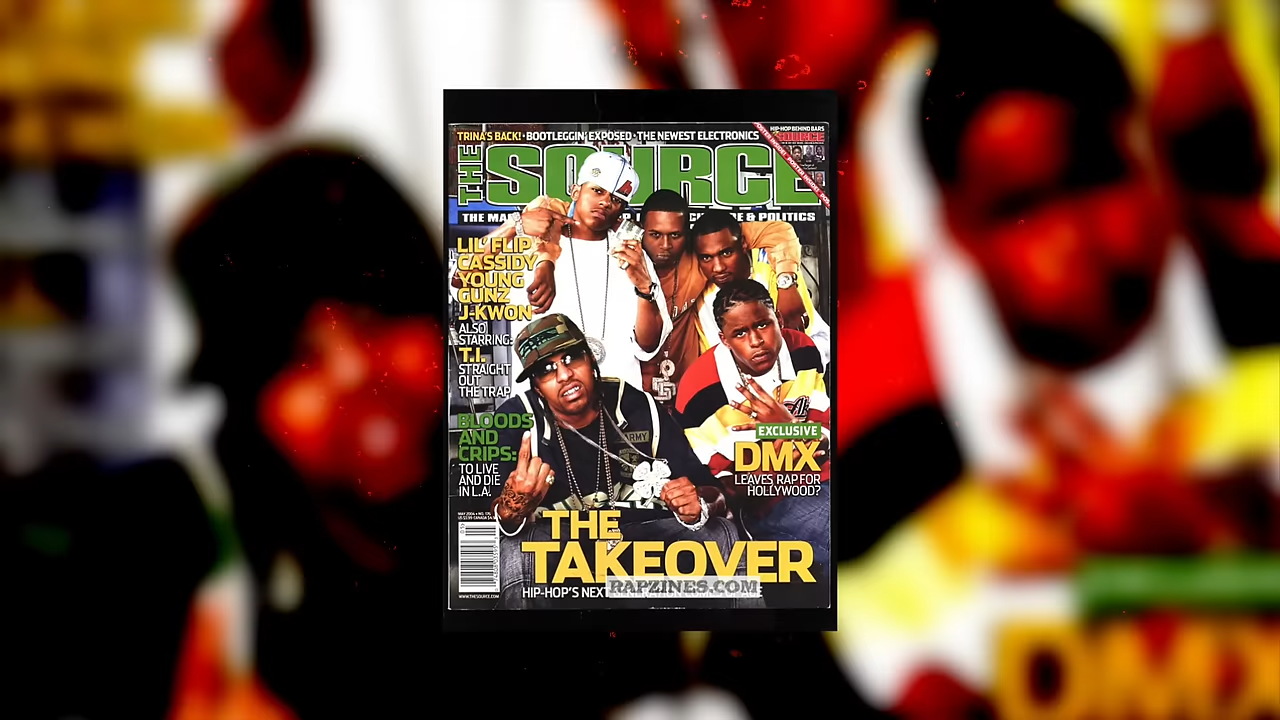 TRINA'S BACK! • BOOTLEGGIN' EXPOSED • THE NEWEST ELECTRONICS
HIP-HOP BEHIND BARS
THE SOURCE
& POLITICS
LIL' FLIP
CASSIDY
YOUNG
GUNZ
J-KWON
ALSO
STARRING:
T.I.
STRAIGHT
OUT
THE TRAP
BLOODS
AND
CRIPS:
TO LIVE
AND DIE
IN L.A.
ARMY
EXCLUSIVE
DMX
LEAVES RAP FOR
HOLLYWOOD?
THE
TAKEOVER
RAPZINES.COM
HIP-HOP'S NEXT
WWW.THESOURCE.COM
DMX